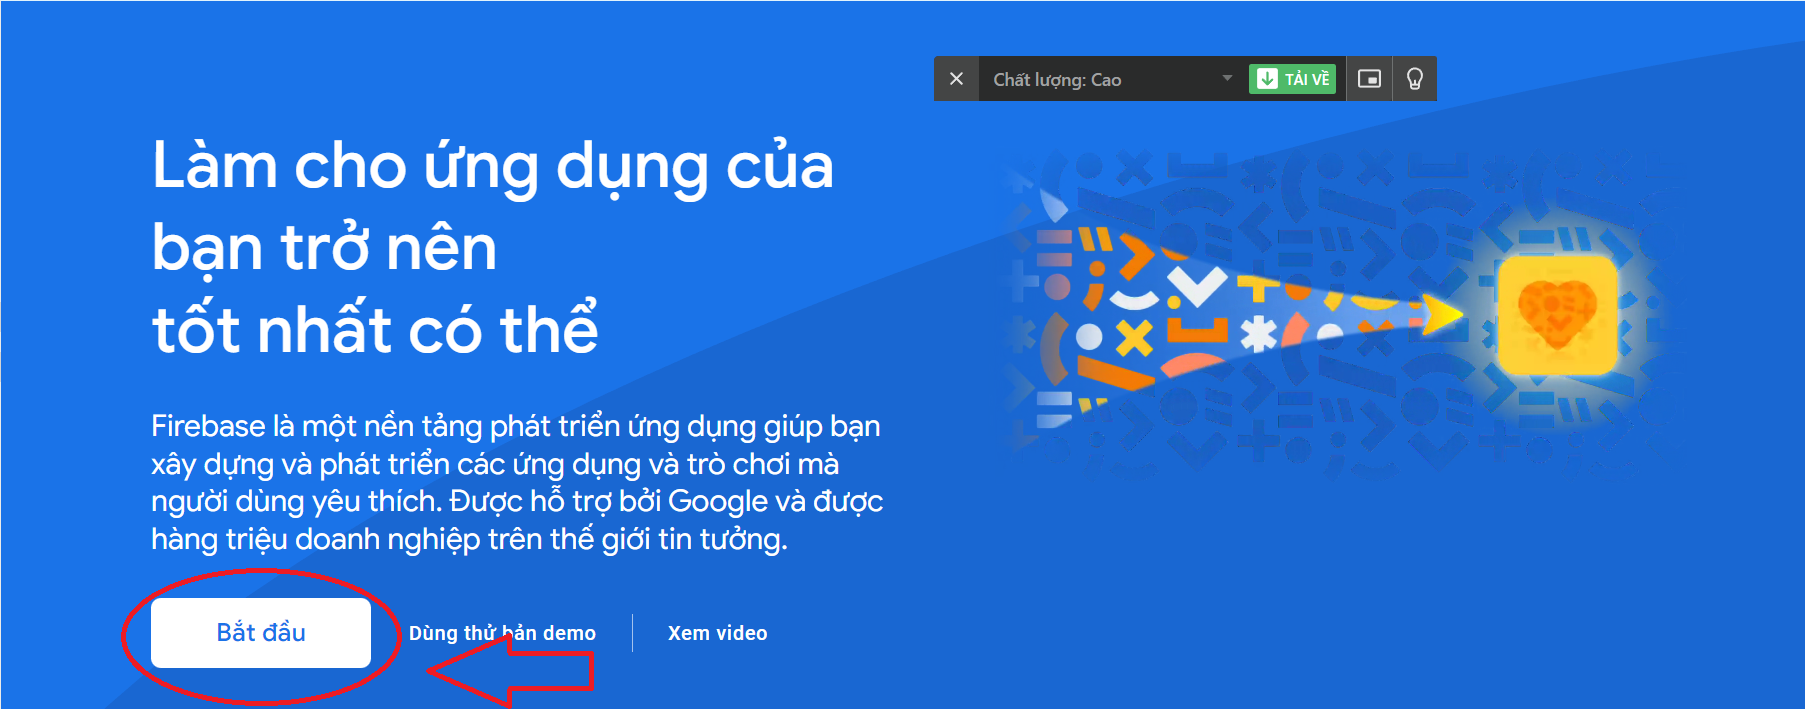 Chất lượng: Cao
TẢI VỀ
Làm cho ứng dụng của
bạn trở nên
tốt nhất có thể
Firebase là một nền tảng phát triển ứng dụng giúp bạn
xây dựng và phát triển các ứng dụng và trò chơi mà
người dùng yêu thích. Được hỗ trợ bởi Google và được
hàng triệu doanh nghiệp trên thế giới tin tưởng.
Bắt đầu
Dùng thử bản demo
Xem video